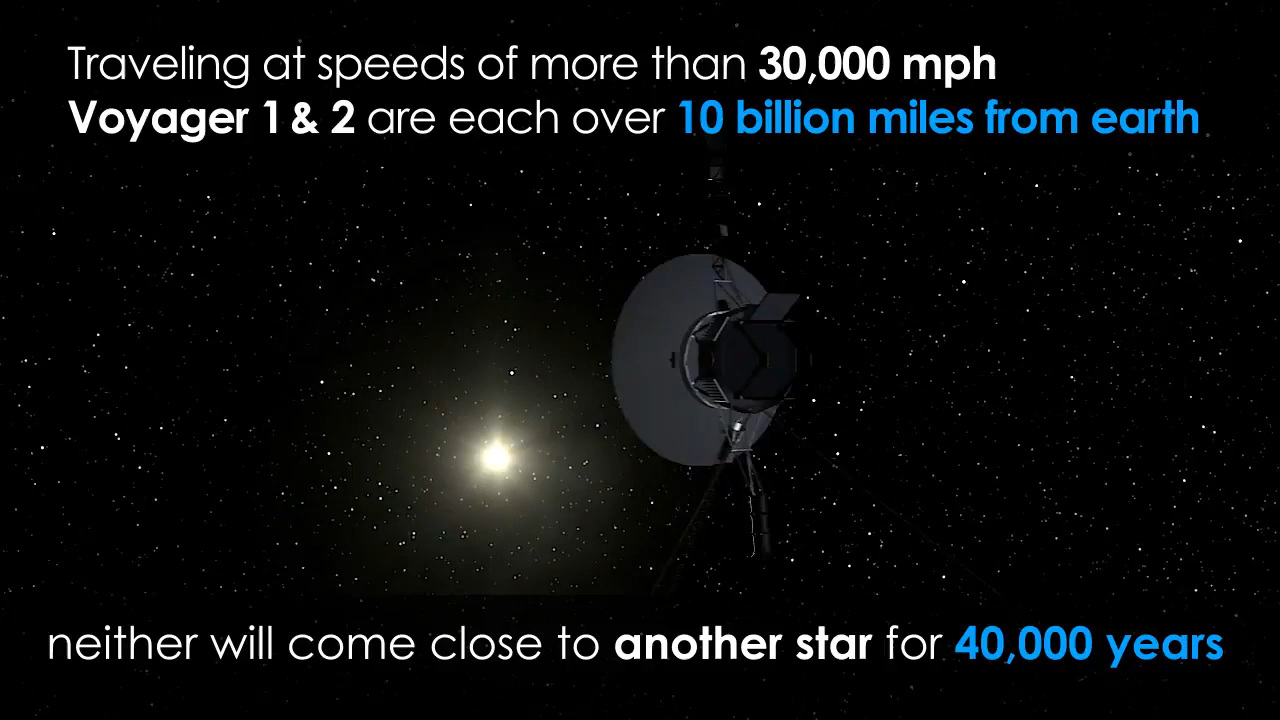 Traveling at speeds of more than 30,000 mph
Voyager 1 & 2 are each over 10 billion miles from earth
neither will come close to another star for 40,000 years